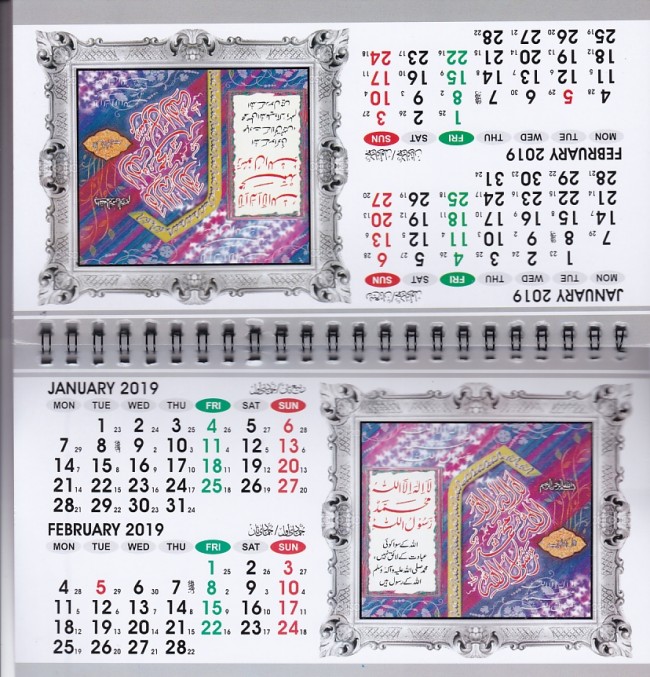 JANUARY 2019
MON TUE WED THU FRI SAT SUN
1 23 2 24 3 25 4 26 5 27 6 28
7 29 8 9 2 10 3 11 4 12 5 13 6
14 7 15 8 16 9 17 10 18 11 19 12 20 13
21 14 22 15 23 16 24 17 25 18 26 19 27 20
28 21 29 22 30 23 31 24
FEBRUARY 2019
MON TUE WED THU FRI SAT SUN
1 25 2 26 3 27
4 28 5 29 6 30 7 8 2 9 3 10 4
11 5 12 6 13 7 14 8 15 9 16 10 17 11
18 12 19 13 20 14 21 15 22 16 23 17 24 18
25 19 26 20 27 21 28 22
لا اله الا الله
محمد
رسول الله
JANUARY 2019
MON TUE WED THU FRI SAT SUN
1 23 2 24 3 25 4 26 5 27 6 28
7 29 8 9 2 10 3 11 4 12 5 13 6
14 7 15 8 16 9 17 10 18 11 19 12 20 13
21 14 22 15 23 16 24 17 25 18 26 19 27 20
28 21 29 22 30 23 31 24
FEBRUARY 2019
MON TUE WED THU FRI SAT SUN
1 25 2 26 3 27
4 28 5 29 6 30 7 8 2 9 3 10 4
11 5 12 6 13 7 14 8 15 9 16 10 17 11
18 12 19 13 20 14 21 15 22 16 23 17 24 18
25 19 26 20 27 21 28 22
لا اله الا الله
محمد
رسول الله
اللہ کے سوا کوئی
عبادت کے لائق نہیں،
محمد صلی اللہ علیہ وآلہ وسلم
اللہ کے رسول ہیں